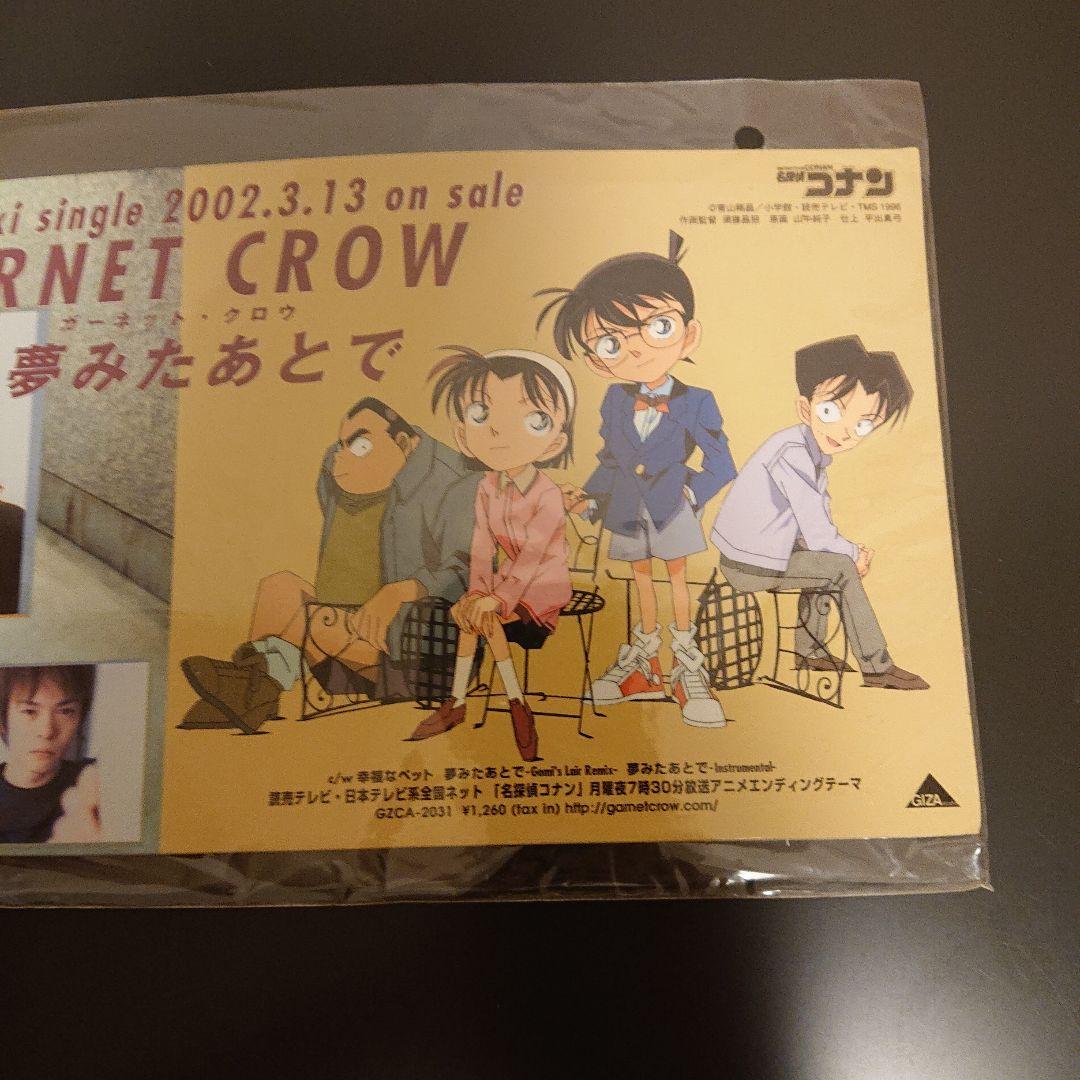 xi single 2002.3.13 on sale
RNET CROW
ガーネット・クロウ
夢みたあとで
名探偵コナン
©青山剛昌/小学館・読売テレビ・TMS 1996
作画監督 須藤昌朋 原画 山中純子 仕上 平出真弓
c/w 幸福なペット 夢みたあとで-Gomi's Lair Remix- 夢みたあとで-Instrumental-
読売テレビ・日本テレビ系全国ネット 「名探偵コナン」月曜夜7時30分放送アニメエンディングテーマ
GZCA-2031 ¥1,260 (tax in) http://garnetcrow.com/
GIZA